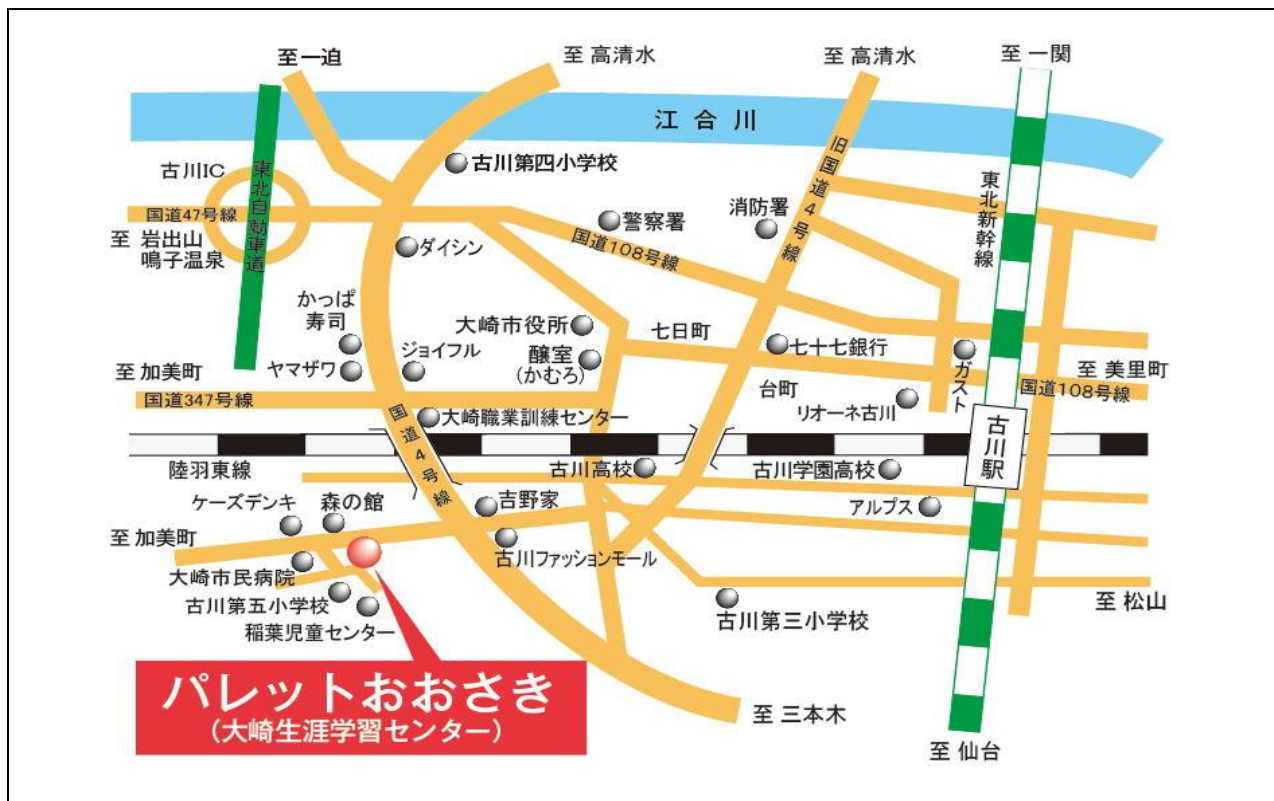 至一迫
至 高清水
至 高清水
至 一関
江合川
古川第四小学校
旧国道4号線
古川IC
東北自動車道
東北新幹線
国道47号線
警察署
消防署
至 岩出山
鳴子温泉
ダイシン
国道108号線
かっぱ
寿司
大崎市役所
七日町
ジョイフル
醸室
(かむろ)
七十七銀行
ガスト
至 加美町
ヤマザワ
至 美里町
国道347号線
台町
国道108号線
リオーネ古川
大崎職業訓練センター
国道4号線
古川駅
陸羽東線
古川高校
古川学園高校
ケーズデンキ
森の館
吉野家
アルプス
至 加美町
古川ファッションモール
大崎市民病院
古川第五小学校
至 松山
稲葉児童センター
古川第三小学校
パレットおおさき
(大崎生涯学習センター)
至 三本木
至 仙台